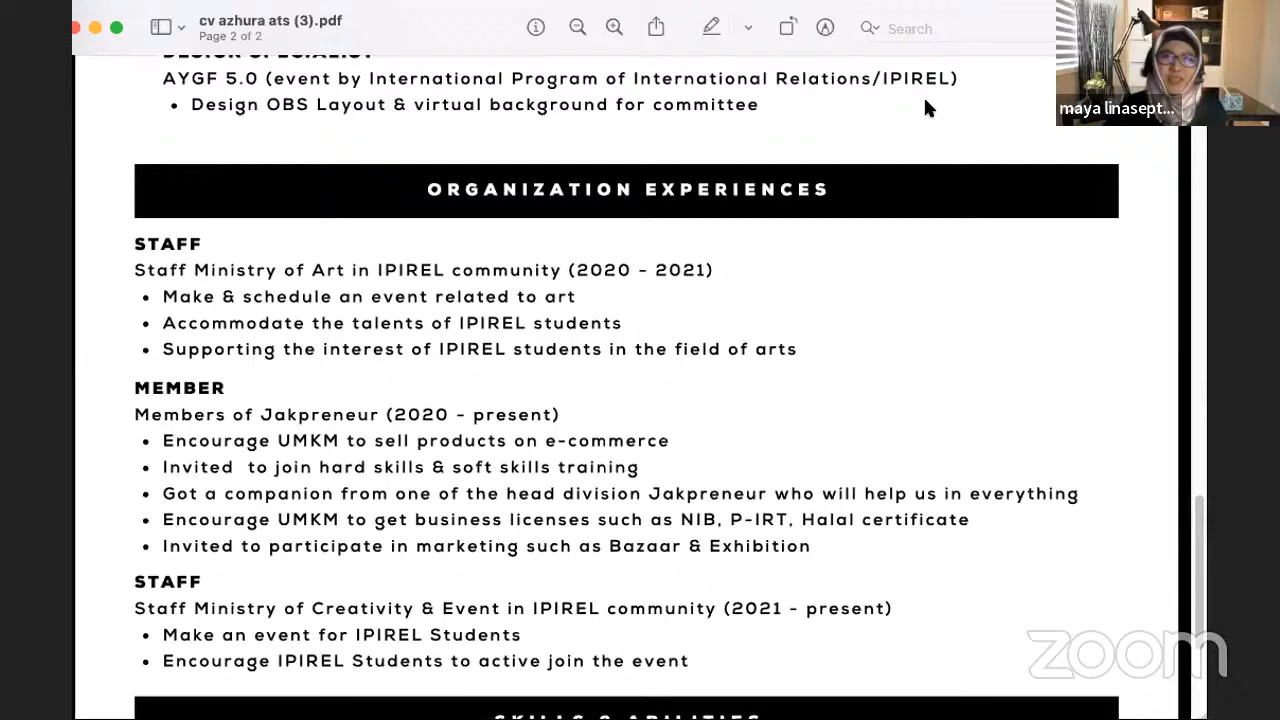 cv azhura ats (3).pdf
Page 2 of 2
Search
maya linasept...
DESIGN SPECIALIST
AYGF 5.0 (event by International Program of International Relations/IPIREL)
• Design OBS Layout & virtual background for committee
ORGANIZATION EXPERIENCES
STAFF
Staff Ministry of Art in IPIREL community (2020 - 2021)
• Make & schedule an event related to art
• Accommodate the talents of IPIREL students
• Supporting the interest of IPIREL students in the field of arts
MEMBER
Members of Jakpreneur (2020 - present)
• Encourage UMKM to sell products on e-commerce
• Invited  to join hard skills & soft skills training
• Got a companion from one of the head division Jakpreneur who will help us in everything
• Encourage UMKM to get business licenses such as NIB, P-IRT, Halal certificate
• Invited to participate in marketing such as Bazaar & Exhibition
STAFF
Staff Ministry of Creativity & Event in IPIREL community (2021 - present)
• Make an event for IPIREL Students
• Encourage IPIREL Students to active join the event
zoom
SKILLS & ABILITIES